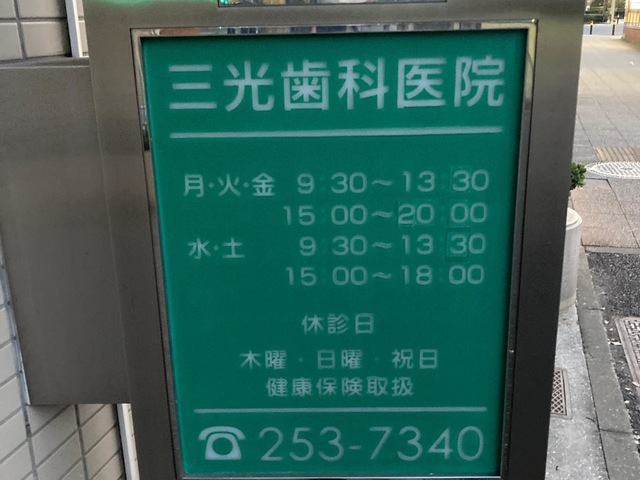 三光歯科医院
月・火・金 9:30～13:30
15:00～20:00
水・土 9:30～13:30
15:00～18:00
休診日
木曜・日曜・祝日
健康保険取扱
☎253-7340